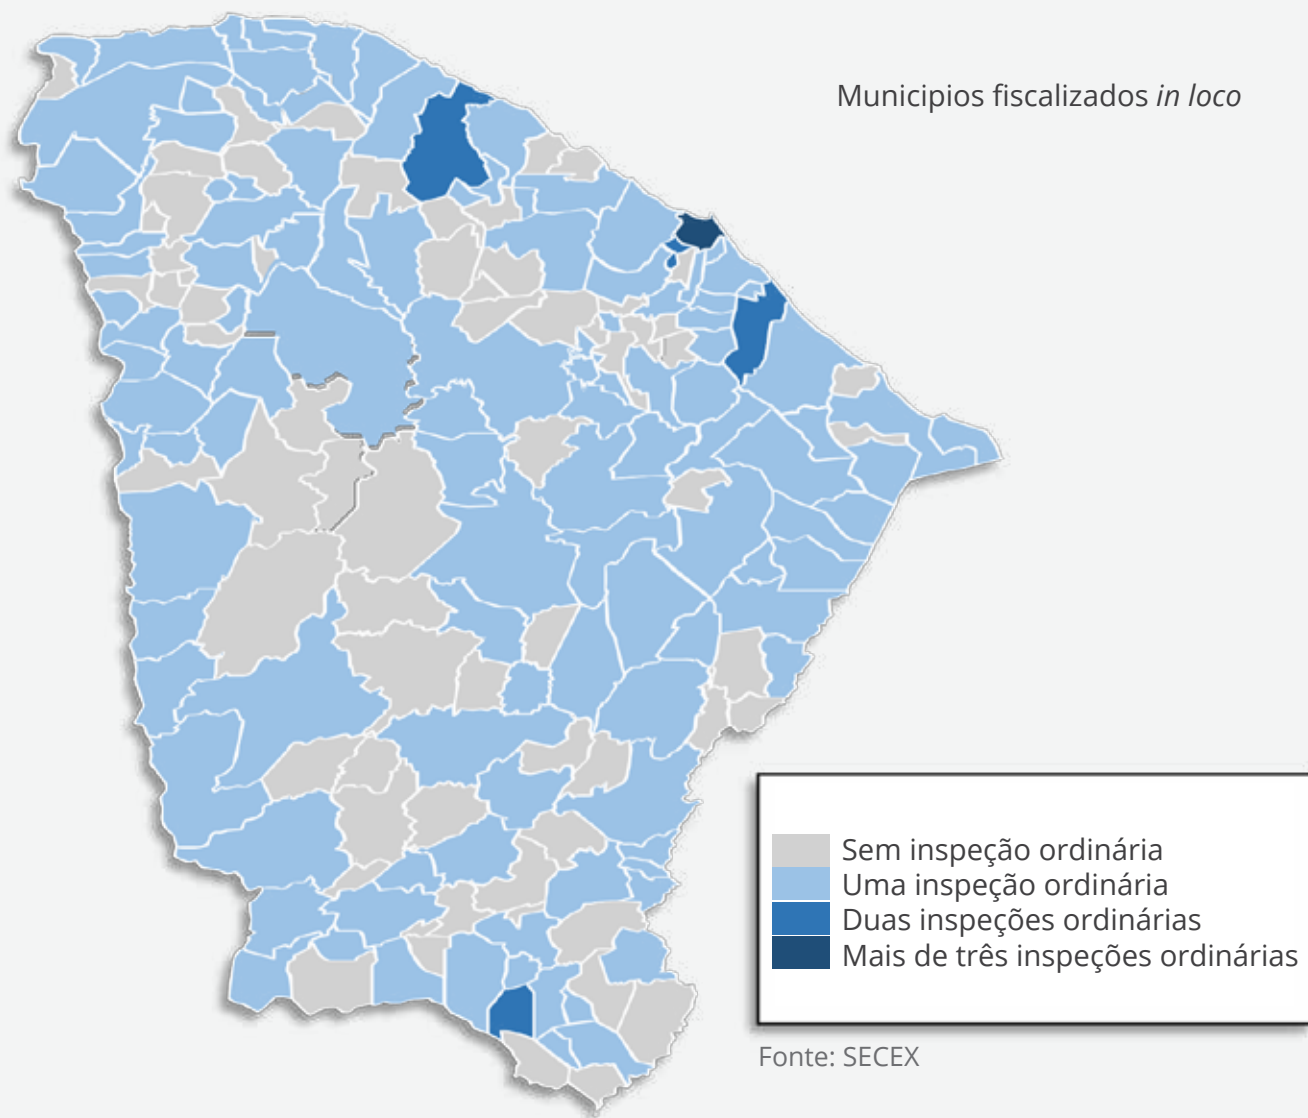 Municipios fiscalizados in loco
Sem inspeção ordinária
Uma inspeção ordinária
Duas inspeções ordinárias
Mais de três inspeções ordinárias
Fonte: SECEX